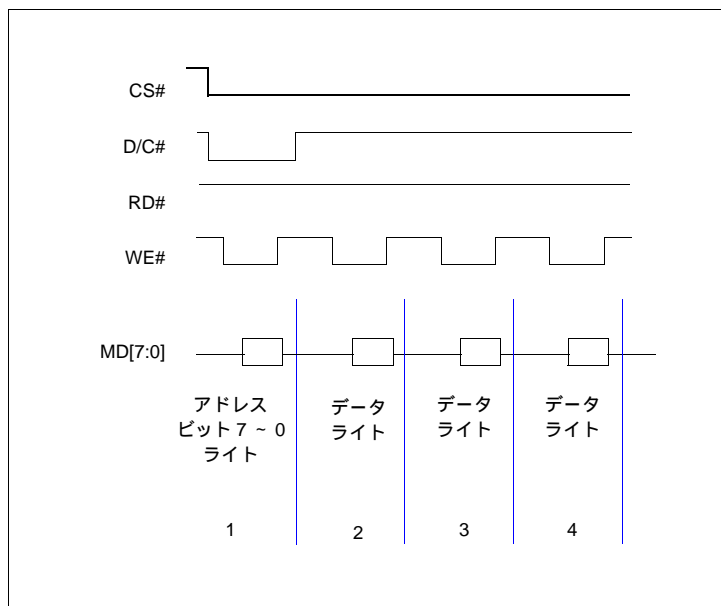 CS#
D/C#
RD#
WE#
MD[7:0]
アドレス
ビット 7 ~ 0
ライト
データ
ライト
データ
ライト
データ
ライト
1
2
3
4